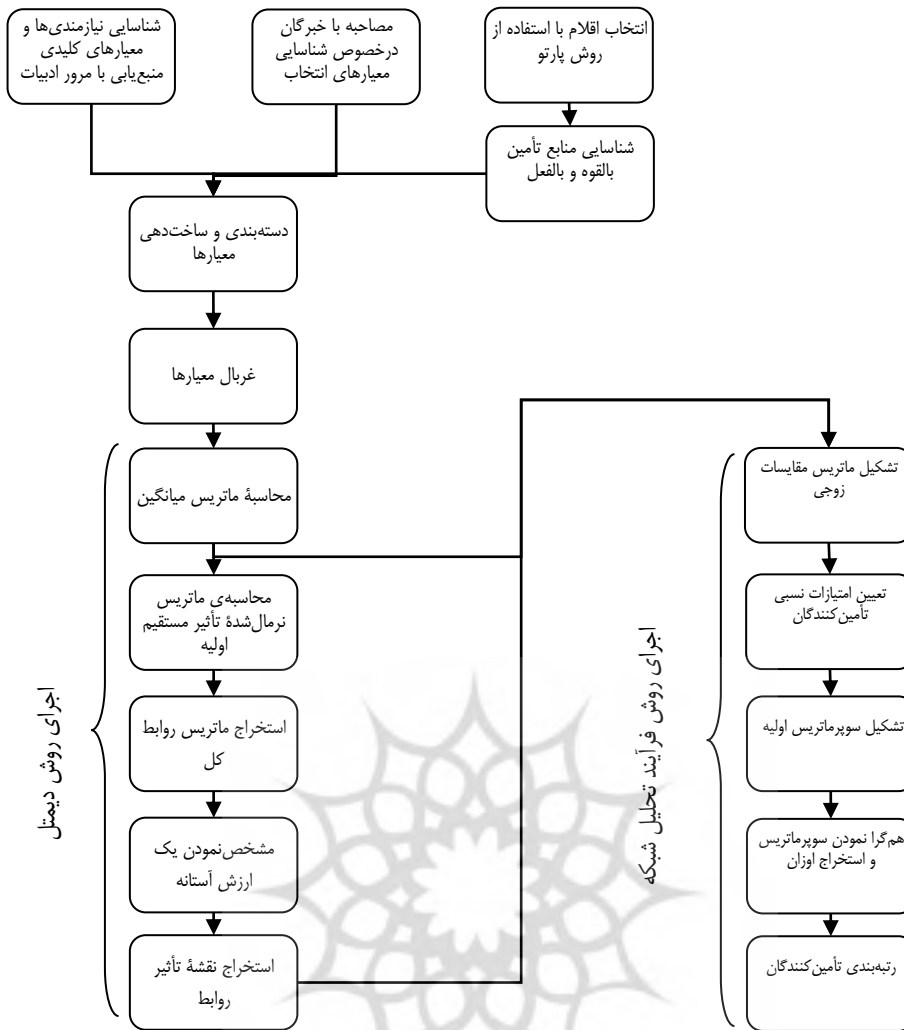 انتخاب اقلام با استفاده از
روش پارتو
مصاحبه با خبرگان
درخصوص شناسایی
معیارهای انتخاب
شناسایی نیازمندی‌ها و
معیارهای کلیدی
منبع‌یابی با مرور ادبیات
شناسایی منابع تأمین
بالقوه و بالفعل
دسته‌بندی و ساخت‌دهی
معیارها
غربال معیارها
محاسبۀ ماتریس میانگین
محاسبه‌ی ماتریس
نرمال‌شدۀ تأثیر مستقیم
اولیه
استخراج ماتریس روابط
کل
مشخص‌نمودن یک
ارزش آستانه
استخراج نقشۀ تأثیر
روابط
اجرای روش دیمتل
تشکیل ماتریس مقایسات
زوجی
تعیین امتیازات نسبی
تأمین‌کنندگان
تشکیل سوپرماتریس اولیه
هم‌گرا نمودن سوپرماتریس
و استخراج اوزان
رتبه‌بندی تأمین‌کنندگان
اجرای روش فرآیند تحلیل شبکه